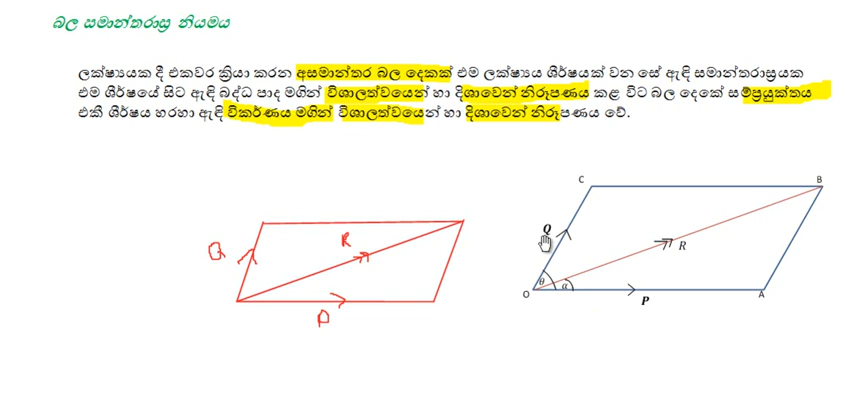 බල සමාන්තරාස්‍ර නියමය
ලක්ෂ්‍යයක දී එකවර ක්‍රියා කරන අසමාන්තර බල දෙකක් එම ලක්ෂ්‍යය ශීර්ෂයක් වන සේ ඇඳි සමාන්තරාස්‍රයක
එම ශීර්ෂයේ සිට ඇඳි බද්ධ පාද මගින් විශාලත්වයෙන් හා දිශාවෙන් නිරූපණය කළ විට බල දෙකේ සම්ප්‍රයුක්තය
එකී ශීර්ෂය හරහා ඇඳි විකර්ණය මගින් විශාලත්වයෙන් හා දිශාවෙන් නිරූපණය වේ.
C B
Q
R
O θ α A
P
Q R
P